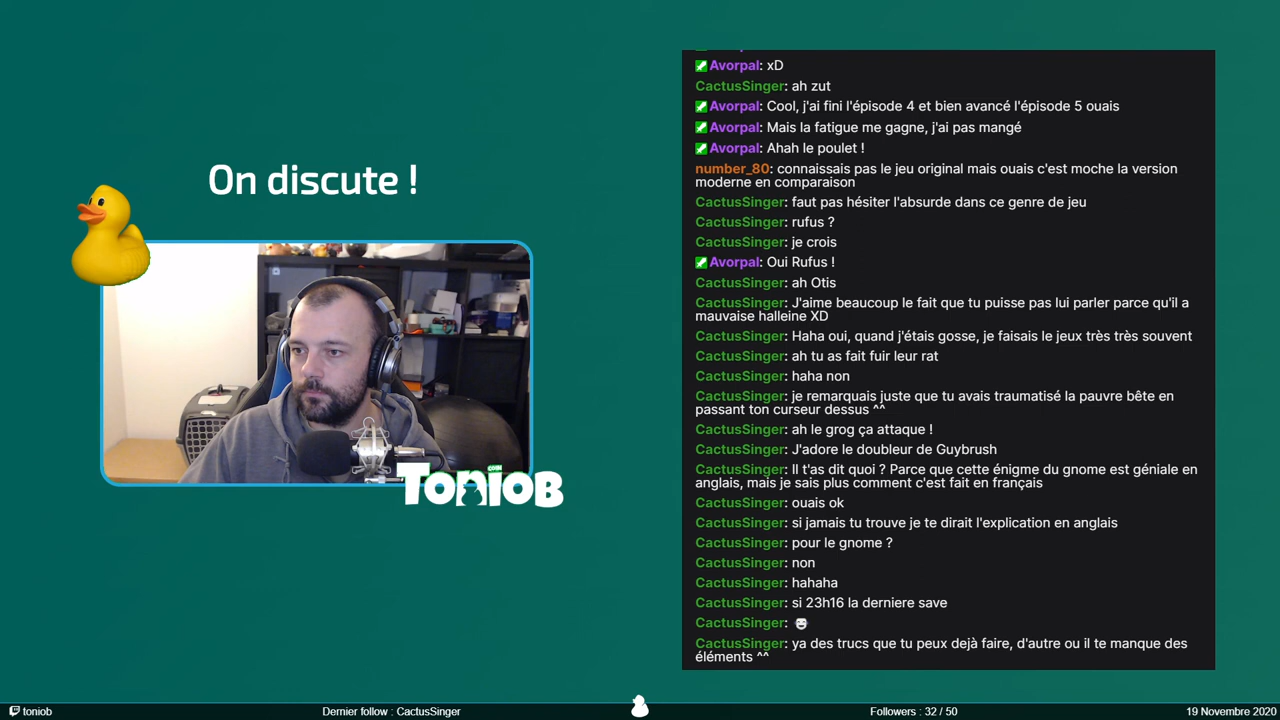 On discute !
COIN
TONIOB
Avorpal: xD
CactusSinger: ah zut
Avorpal: Cool, j'ai fini l'épisode 4 et bien avancé l'épisode 5 ouais
Avorpal: Mais la fatigue me gagne, j'ai pas mangé
Avorpal: Ahah le poulet !
number_80: connaissais pas le jeu original mais ouais c'est moche la version
moderne en comparaison
CactusSinger: faut pas hésiter l'absurde dans ce genre de jeu
CactusSinger: rufus ?
CactusSinger: je crois
Avorpal: Oui Rufus !
CactusSinger: ah Otis
CactusSinger: J'aime beaucoup le fait que tu puisse pas lui parler parce qu'il a
mauvaise halleine XD
CactusSinger: Haha oui, quand j'étais gosse, je faisais le jeux très très souvent
CactusSinger: ah tu as fait fuir leur rat
CactusSinger: haha non
CactusSinger: je remarquais juste que tu avais traumatisé la pauvre bête en
passant ton curseur dessus ^^
CactusSinger: ah le grog ça attaque !
CactusSinger: J'adore le doubleur de Guybrush
CactusSinger: Il t'as dit quoi ? Parce que cette énigme du gnome est géniale en
anglais, mais je sais plus comment c'est fait en français
CactusSinger: ouais ok
CactusSinger: si jamais tu trouve je te dirait l'explication en anglais
CactusSinger: pour le gnome ?
CactusSinger: non
CactusSinger: hahaha
CactusSinger: si 23h16 la derniere save
CactusSinger:
CactusSinger: ya des trucs que tu peux dejà faire, d'autre ou il te manque des
éléments ^^
toniob
Dernier follow : CactusSinger
Followers : 32 / 50
19 Novembre 2020